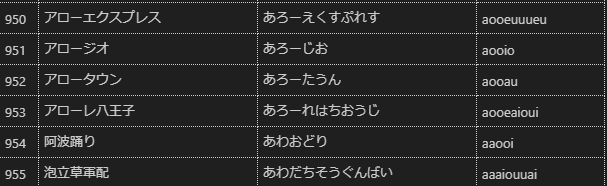 950 アローエクスプレス あろーえくすぷれす aooeuuueu
951 アロージオ あろーじお aooio
952 アロータウン あろーたうん aooau
953 アローレ八王子 あろーれはちおうじ aooeaioui
954 阿波踊り あわおどり aaooi
955 泡立草軍配 あわだちそうぐんばい aaaiouuai